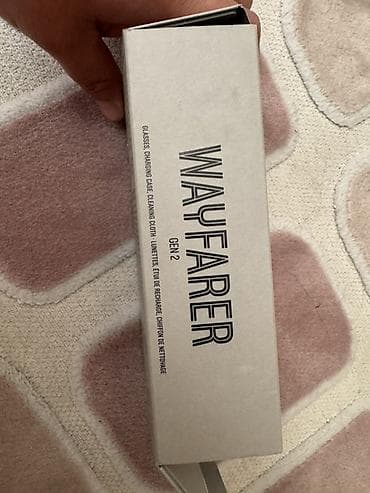 WAYFARER
GEN 2
GLASSES, CHARGING CASE, CLEANING CLOTH | LUNETTES, ÉTUI DE RECHARGE, CHIFFON DE NETTOYAGE